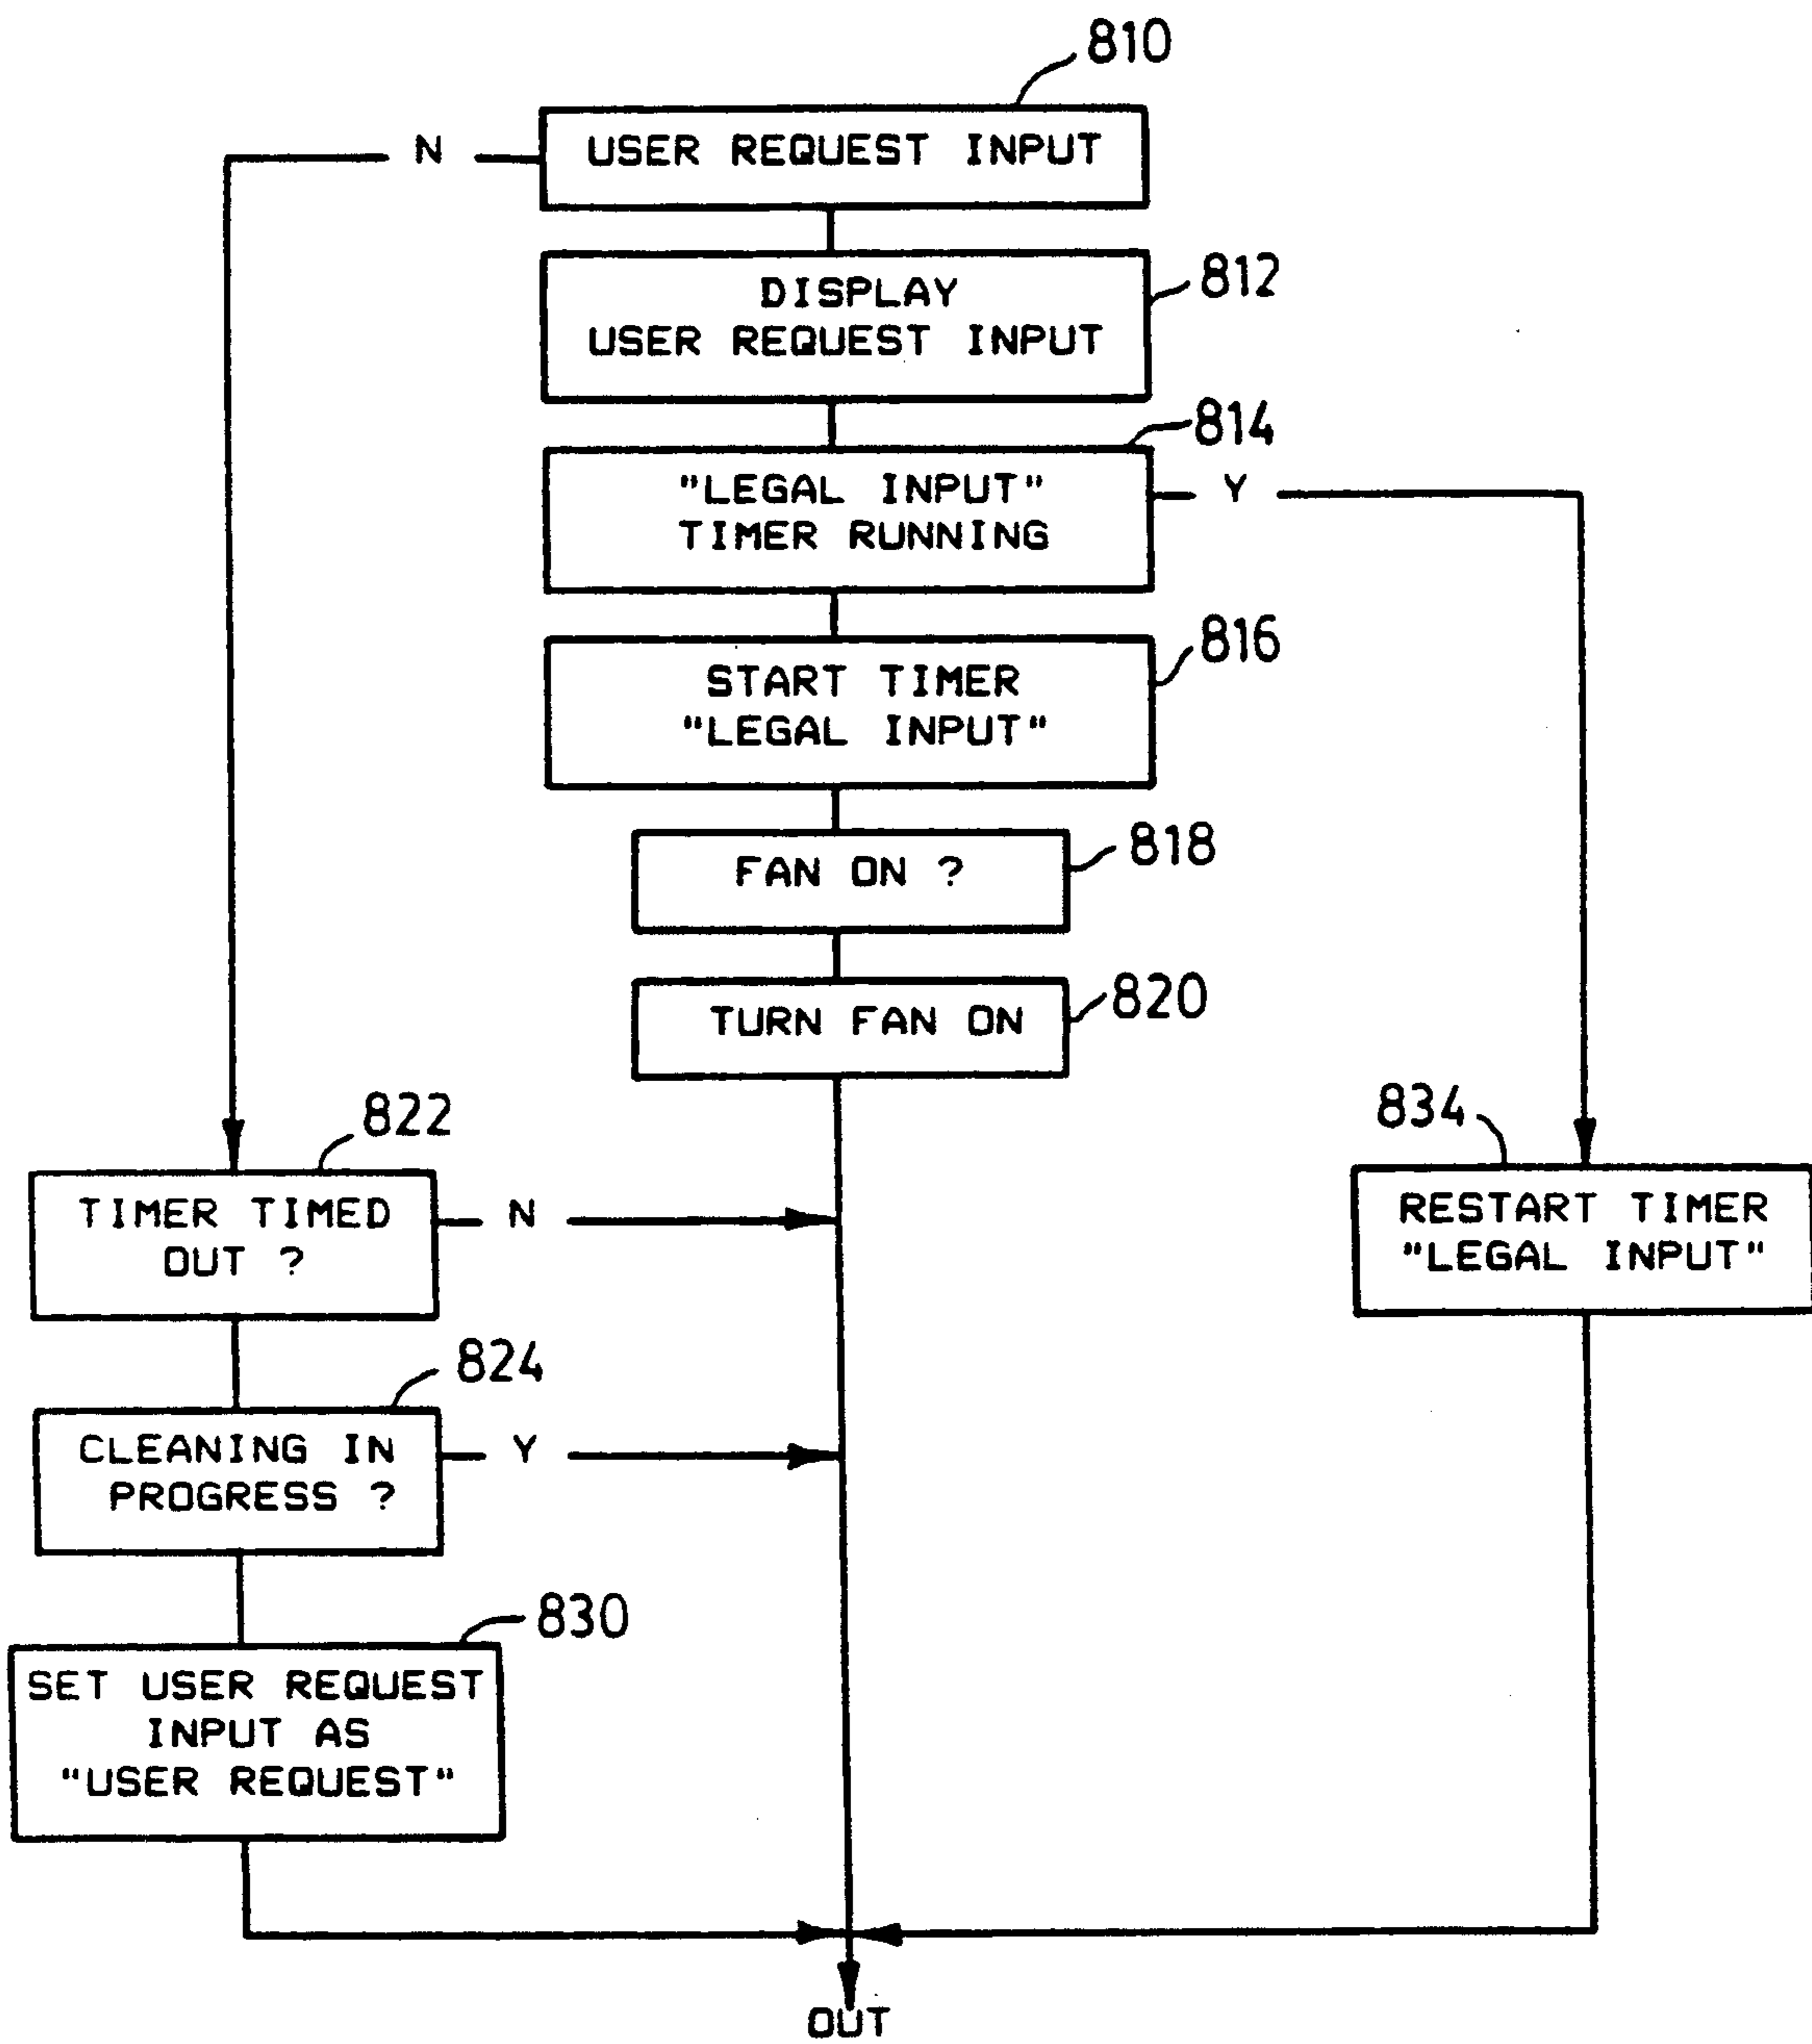 810
N
USER REQUEST INPUT
812
DISPLAY
USER REQUEST INPUT
814
"LEGAL INPUT"
TIMER RUNNING
Y
816
START TIMER
"LEGAL INPUT"
818
FAN ON ?
820
TURN FAN ON
822
TIMER TIMED
OUT ?
N
834
RESTART TIMER
"LEGAL INPUT"
824
CLEANING IN
PROGRESS ?
Y
830
SET USER REQUEST
INPUT AS
"USER REQUEST"
OUT